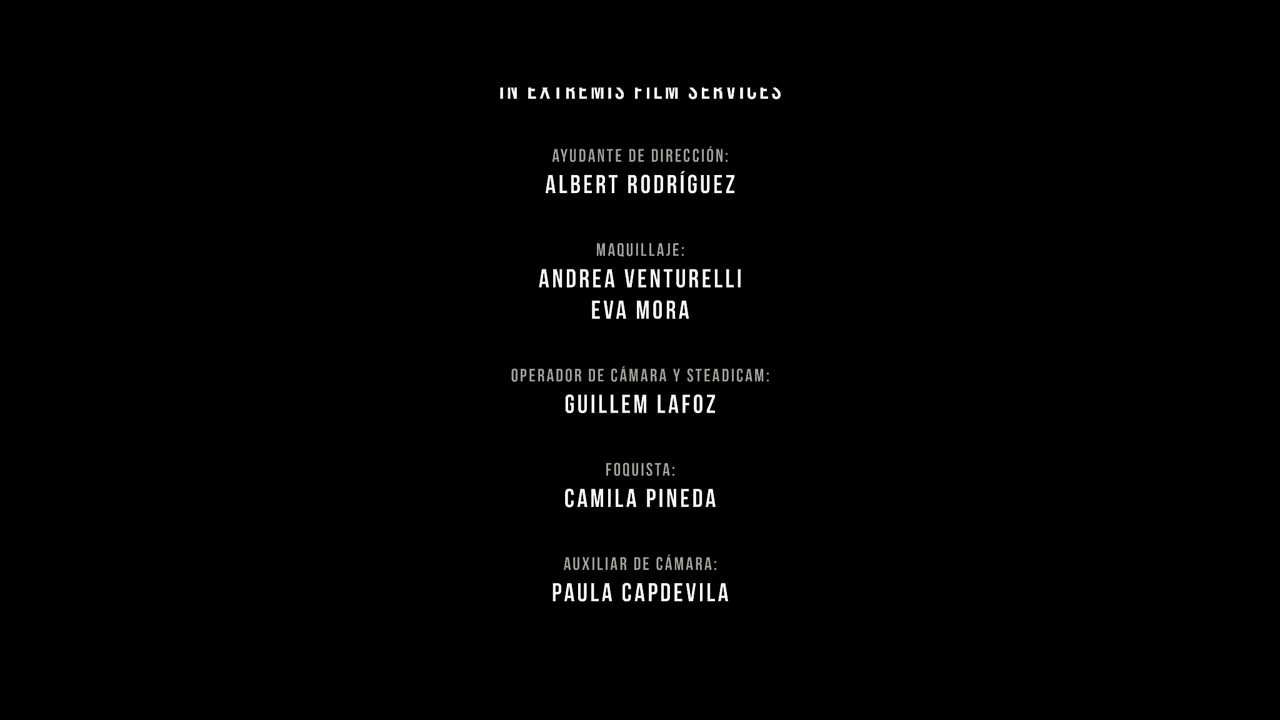 IN EXTREMIS FILM SERVICES
AYUDANTE DE DIRECCIÓN:
ALBERT RODRÍGUEZ
MAQUILLAJE:
ANDREA VENTURELLI
EVA MORA
OPERADOR DE CÁMARA Y STEADICAM:
GUILLEM LAFOZ
FOQUISTA:
CAMILA PINEDA
AUXILIAR DE CÁMARA:
PAULA CAPDEVILA